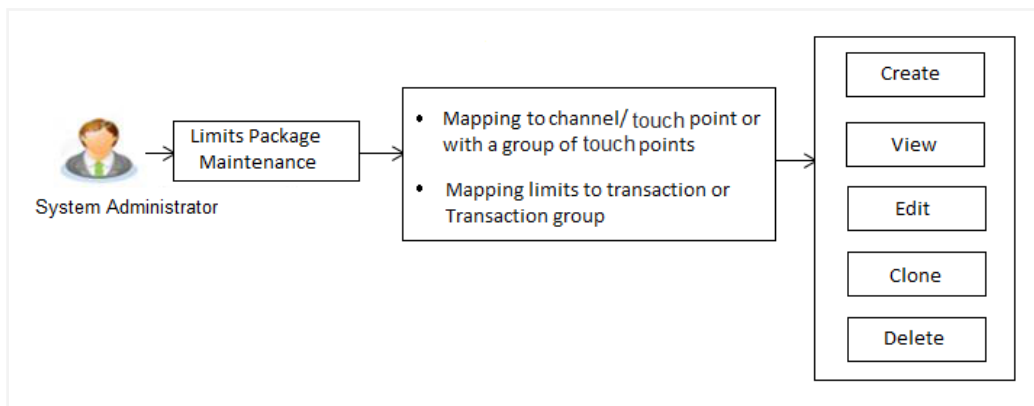 System Administrator
Limits Package
Maintenance
• Mapping to channel/ touch point or
with a group of touch points
• Mapping limits to transaction or
Transaction group
Create
View
Edit
Clone
Delete